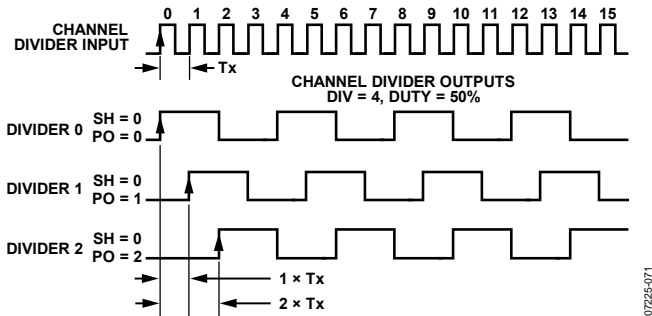 0 1 2 3 4 5 6 7 8 9 10 11 12 13 14 15
CHANNEL
DIVIDER INPUT
Tx
CHANNEL DIVIDER OUTPUTS
DIV = 4, DUTY = 50%
DIVIDER 0
SH = 0
PO = 0
DIVIDER 1
SH = 0
PO = 1
DIVIDER 2
SH = 0
PO = 2
1 × Tx
2 × Tx
07225-071